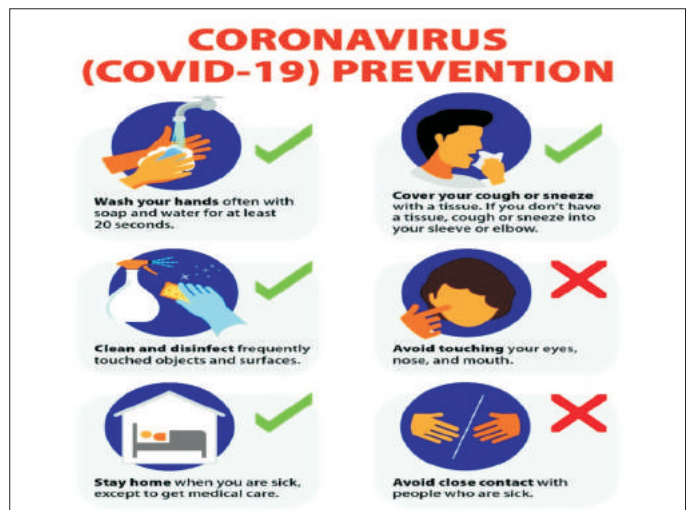 CORONAVIRUS
(COVID-19) PREVENTION
Wash your hands often with
soap and water for at least
20 seconds.
Cover your cough or sneeze
with a tissue. If you don't have
a tissue, cough or sneeze into
your sleeve or elbow.
Clean and disinfect frequently
touched objects and surfaces.
Avoid touching your eyes,
nose, and mouth.
Stay home when you are sick,
except to get medical care.
Avoid close contact with
people who are sick.